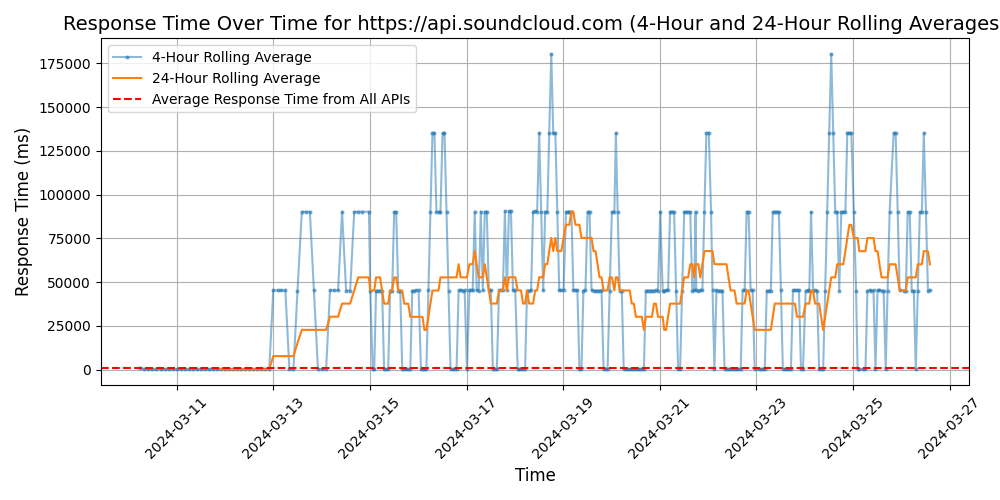 Response Time Over Time for https://api.soundcloud.com (4-Hour and 24-Hour Rolling Averages
4-Hour Rolling Average
24-Hour Rolling Average
Average Response Time from All APIs
Response Time (ms)
175000
150000
125000
100000
75000
50000
25000
0
2024-03-11
2024-03-13
2024-03-15
2024-03-17
2024-03-19
2024-03-21
2024-03-23
2024-03-25
2024-03-27
Time